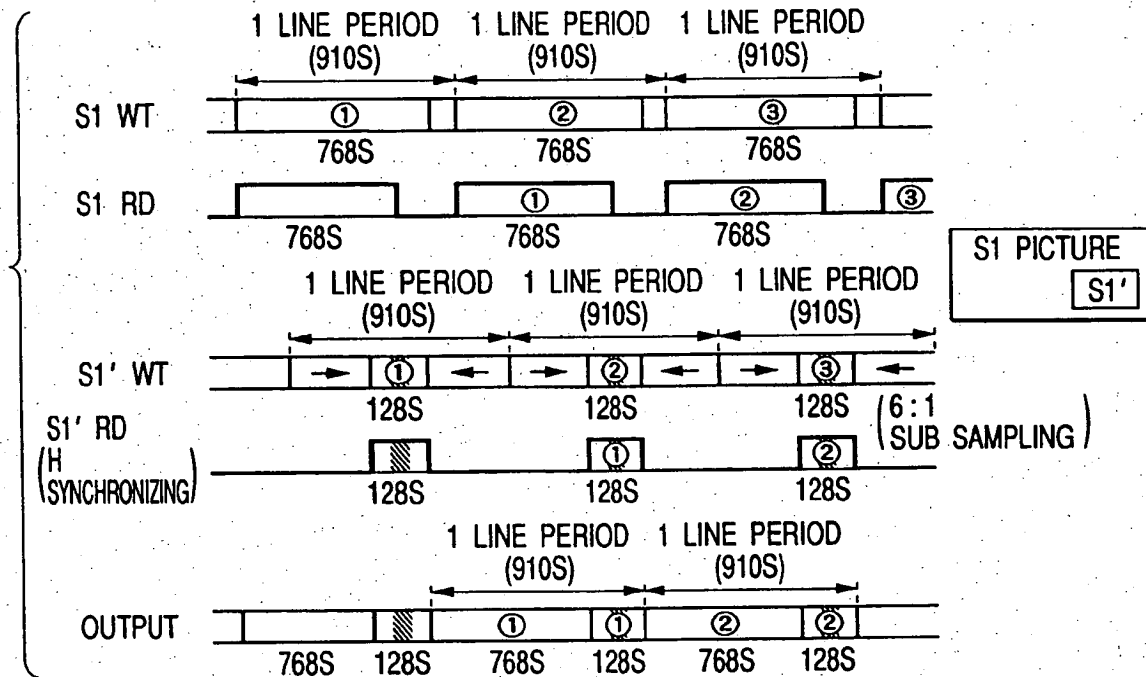 1 LINE PERIOD 1 LINE PERIOD 1 LINE PERIOD
(910S) (910S) (910S)
S1 WT ① ② ③
768S 768S 768S
S1 RD ① ② ③
768S 768S 768S
S1 PICTURE
S1'
1 LINE PERIOD 1 LINE PERIOD 1 LINE PERIOD
(910S) (910S) (910S)
S1' WT → ① ← → ② ← → ③ ←
128S 128S 128S
(6:1
SUB SAMPLING)
S1' RD
(H
SYNCHRONIZING)
① ②
128S 128S 128S
1 LINE PERIOD 1 LINE PERIOD
(910S) (910S)
OUTPUT ① ① ② ②
768S 128S 768S 128S 768S 128S